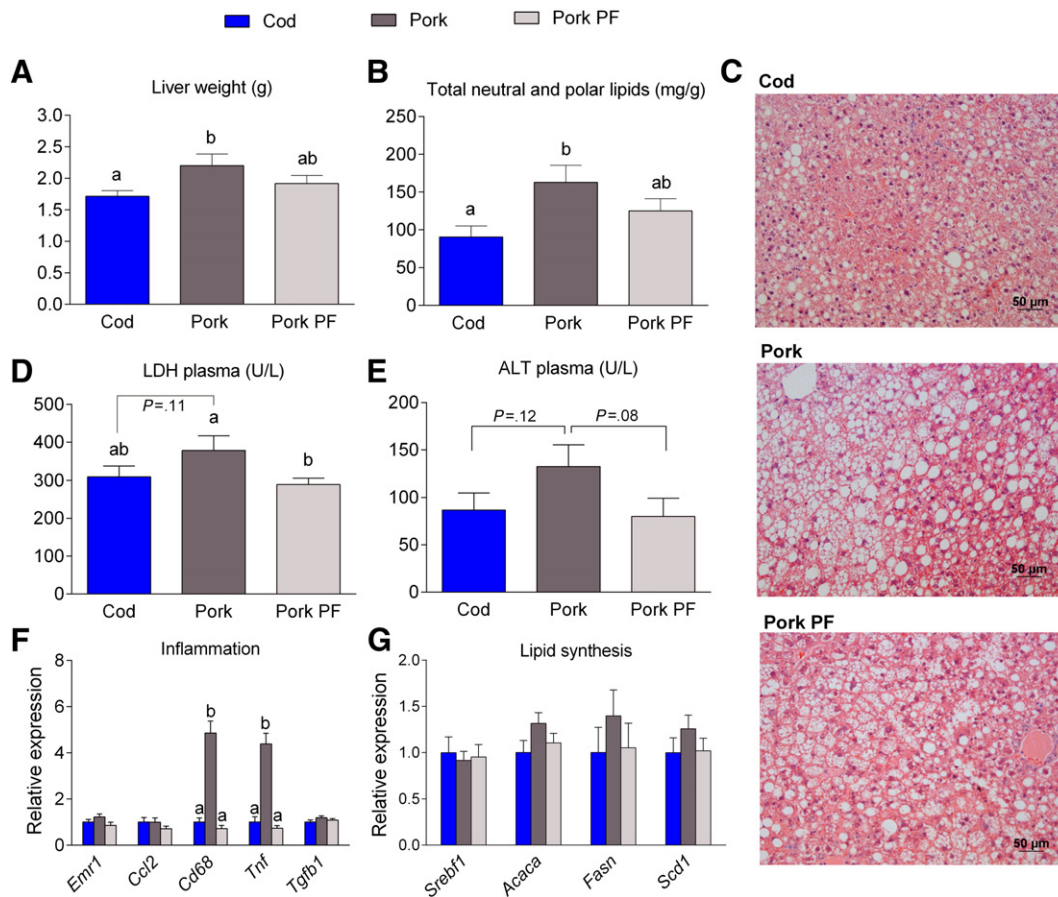 Cod Pork Pork PF
A
Liver weight (g)
3.0
2.5
2.0
1.5
1.0
0.5
0.0
a
b
ab
Cod Pork Pork PF
B
Total neutral and polar lipids (mg/g)
250
200
150
100
50
0
a
b
ab
Cod Pork Pork PF
C
Cod
50 µm
Pork
50 µm
Pork PF
50 µm
D
LDH plasma (U/L)
500
400
300
200
100
0
P=.11
ab
a
b
Cod Pork Pork PF
E
ALT plasma (U/L)
200
150
100
50
0
P=.12
P=.08
Cod Pork Pork PF
F
Inflammation
Relative expression
8
6
4
2
0
a
b
a
a
b
a
Emr1 Ccl2 Cd68 Tnf Tgfb1
G
Lipid synthesis
Relative expression
2.0
1.5
1.0
0.5
0.0
Srebf1 Acaca Fasn Scd1